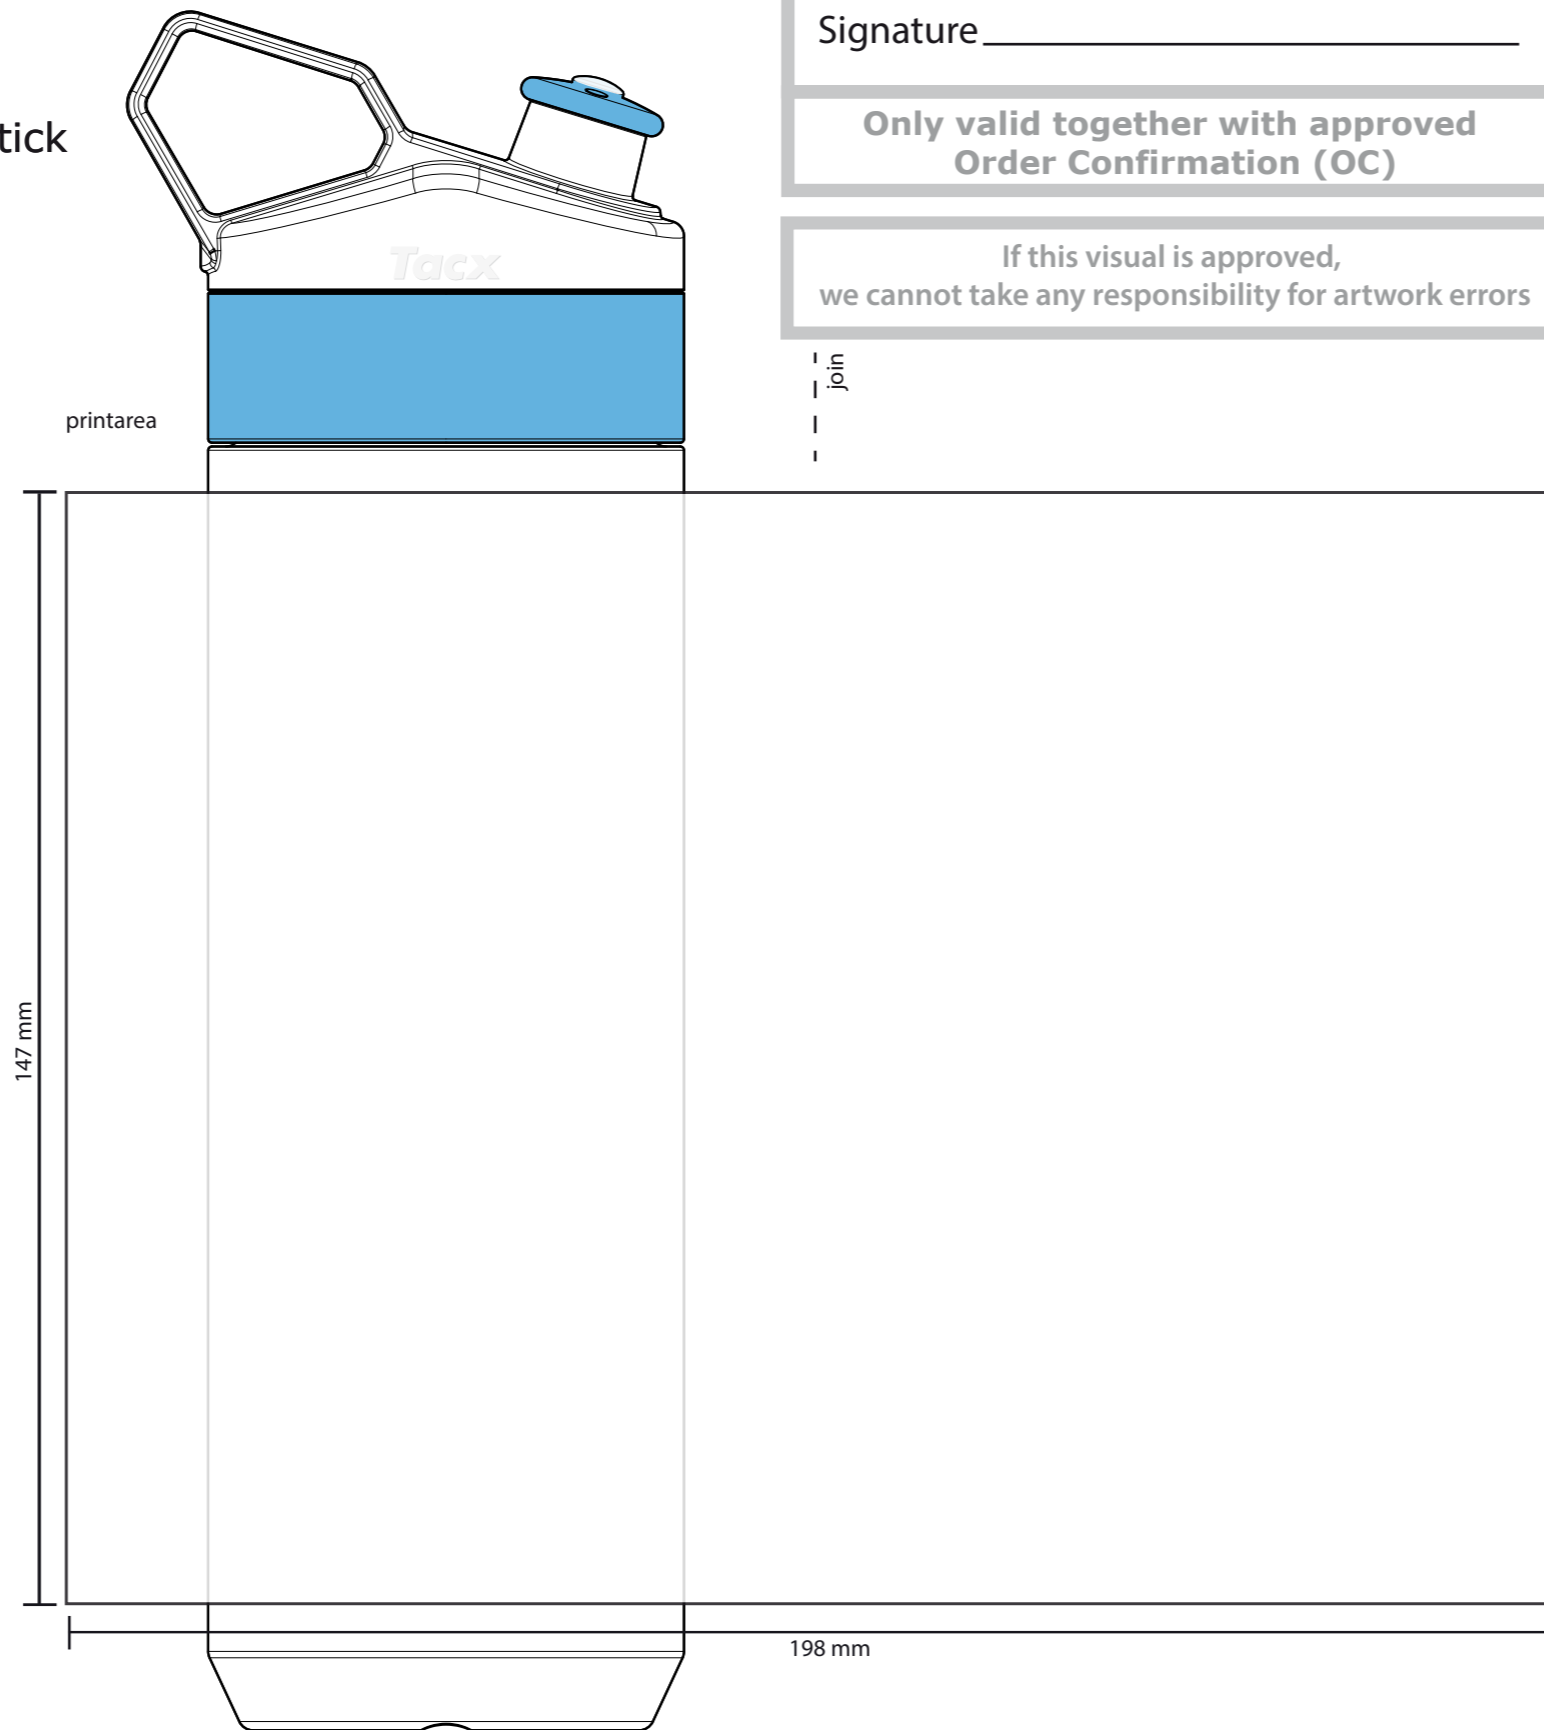 Signature
tick
Only valid together with approved
Order Confirmation (OC)
Tacx
If this visual is approved,
we cannot take any responsibility for artwork errors
join
printarea
147 mm
198 mm